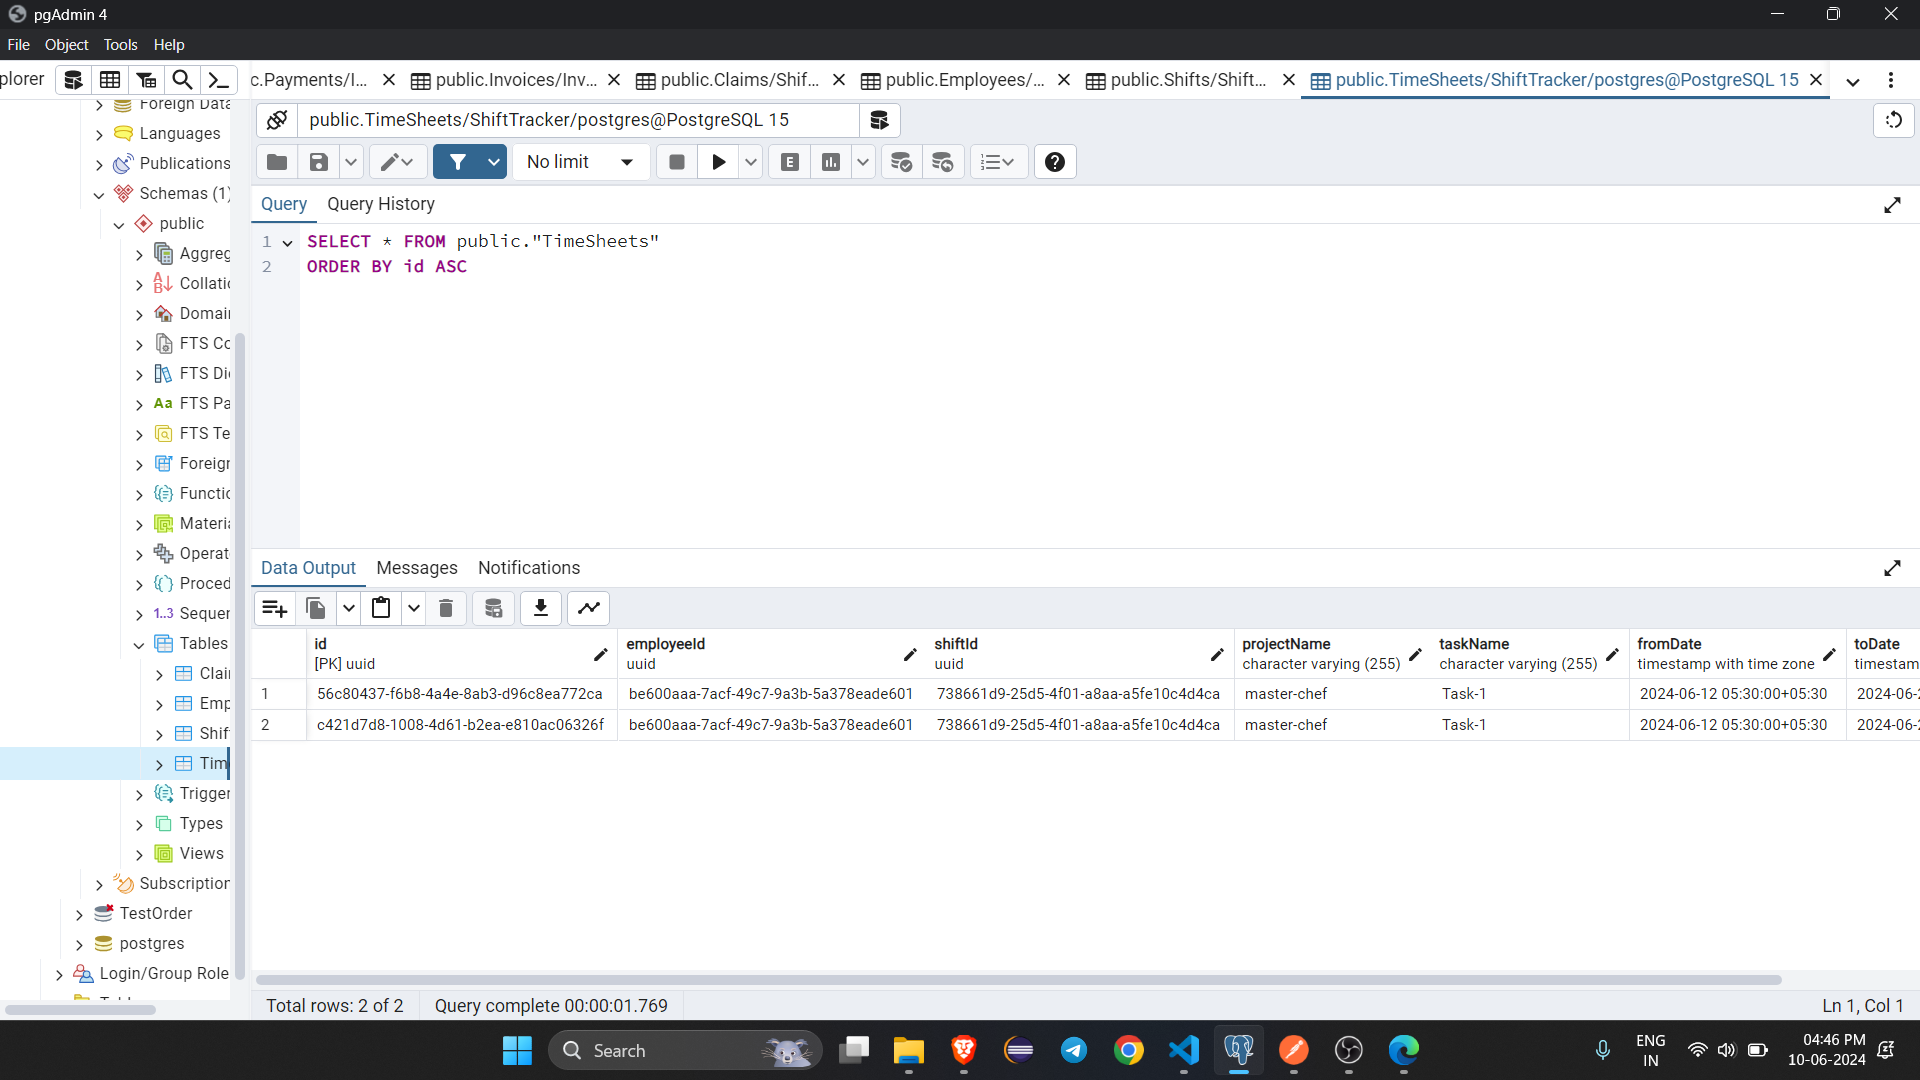 pgAdmin 4
File Object Tools Help
plorer
c.Payments/I... public.Invoices/Inv... public.Claims/Shif... public.Employees/... public.Shifts/Shift... public.TimeSheets/ShiftTracker/postgres@PostgreSQL 15
Foreign Data
Languages
Publications
Schemas (1)
public
Aggreg
Collatio
Domain
FTS Co
FTS Di
Aa FTS Pa
FTS Te
Foreign
Functio
Materia
Operat
Proced
1..3 Sequen
Tables
Clai
Emp
Shif
Tim
Trigger
Types
Views
Subscription
TestOrder
postgres
Login/Group Role
public.TimeSheets/ShiftTracker/postgres@PostgreSQL 15
No limit
E
Query Query History
1 SELECT * FROM public."TimeSheets"
2 ORDER BY id ASC
Data Output Messages Notifications
id employeeId shiftId projectName taskName fromDate toDate
[PK] uuid uuid uuid character varying (255) character varying (255) timestamp with time zone timestam
1 56c80437-f6b8-4a4e-8ab3-d96c8ea772ca be600aaa-7acf-49c7-9a3b-5a378eade601 738661d9-25d5-4f01-a8aa-a5fe10c4d4ca master-chef Task-1 2024-06-12 05:30:00+05:30 2024-06-2
2 c421d7d8-1008-4d61-b2ea-e810ac06326f be600aaa-7acf-49c7-9a3b-5a378eade601 738661d9-25d5-4f01-a8aa-a5fe10c4d4ca master-chef Task-1 2024-06-12 05:30:00+05:30 2024-06-2
Total rows: 2 of 2 Query complete 00:00:01.769 Ln 1, Col 1
Search
ENG
IN
04:46 PM
10-06-2024